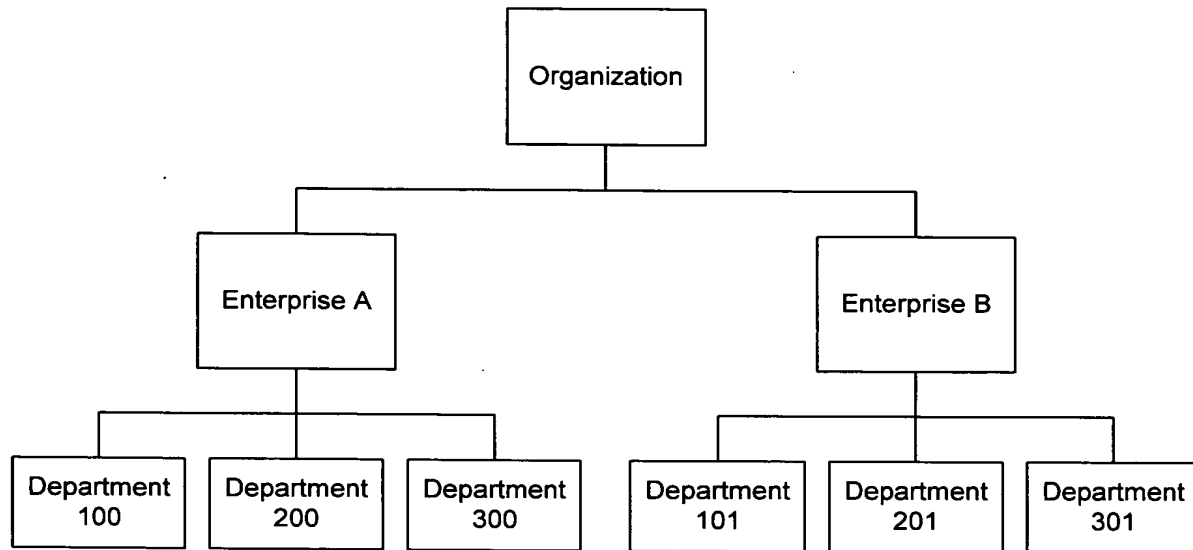 Organization
Enterprise A
Enterprise B
Department
100
Department
200
Department
300
Department
101
Department
201
Department
301